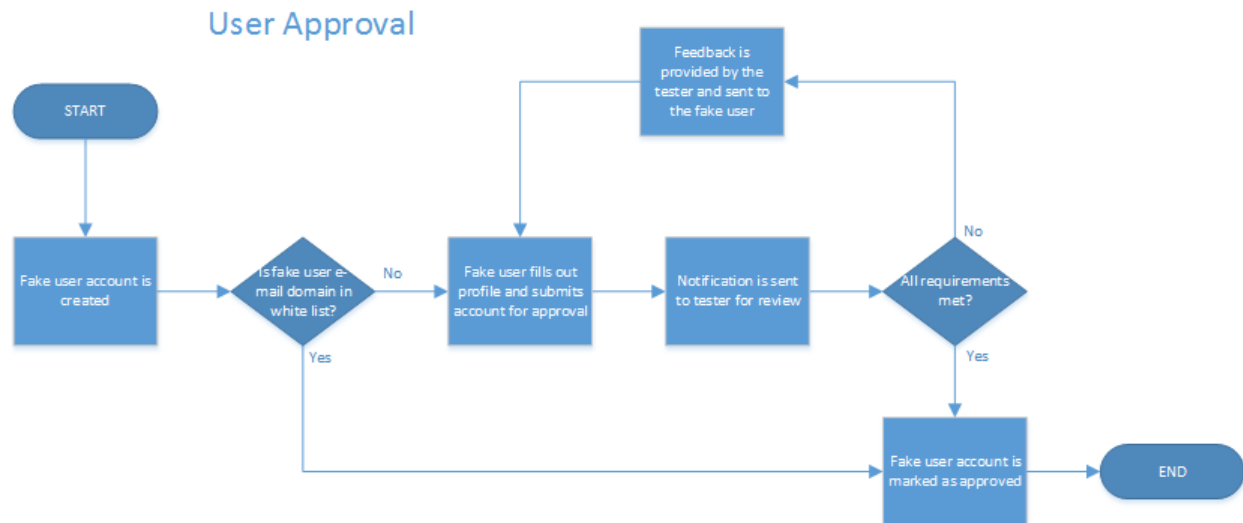 User Approval
START
Feedback is
provided by the
tester and sent to
the fake user
Fake user account is
created
Is fake user e-
mail domain in
white list?
No
Yes
Fake user fills out
profile and submits
account for approval
Notification is sent
to tester for review
All requirements
met?
No
Yes
Fake user account is
marked as approved
END